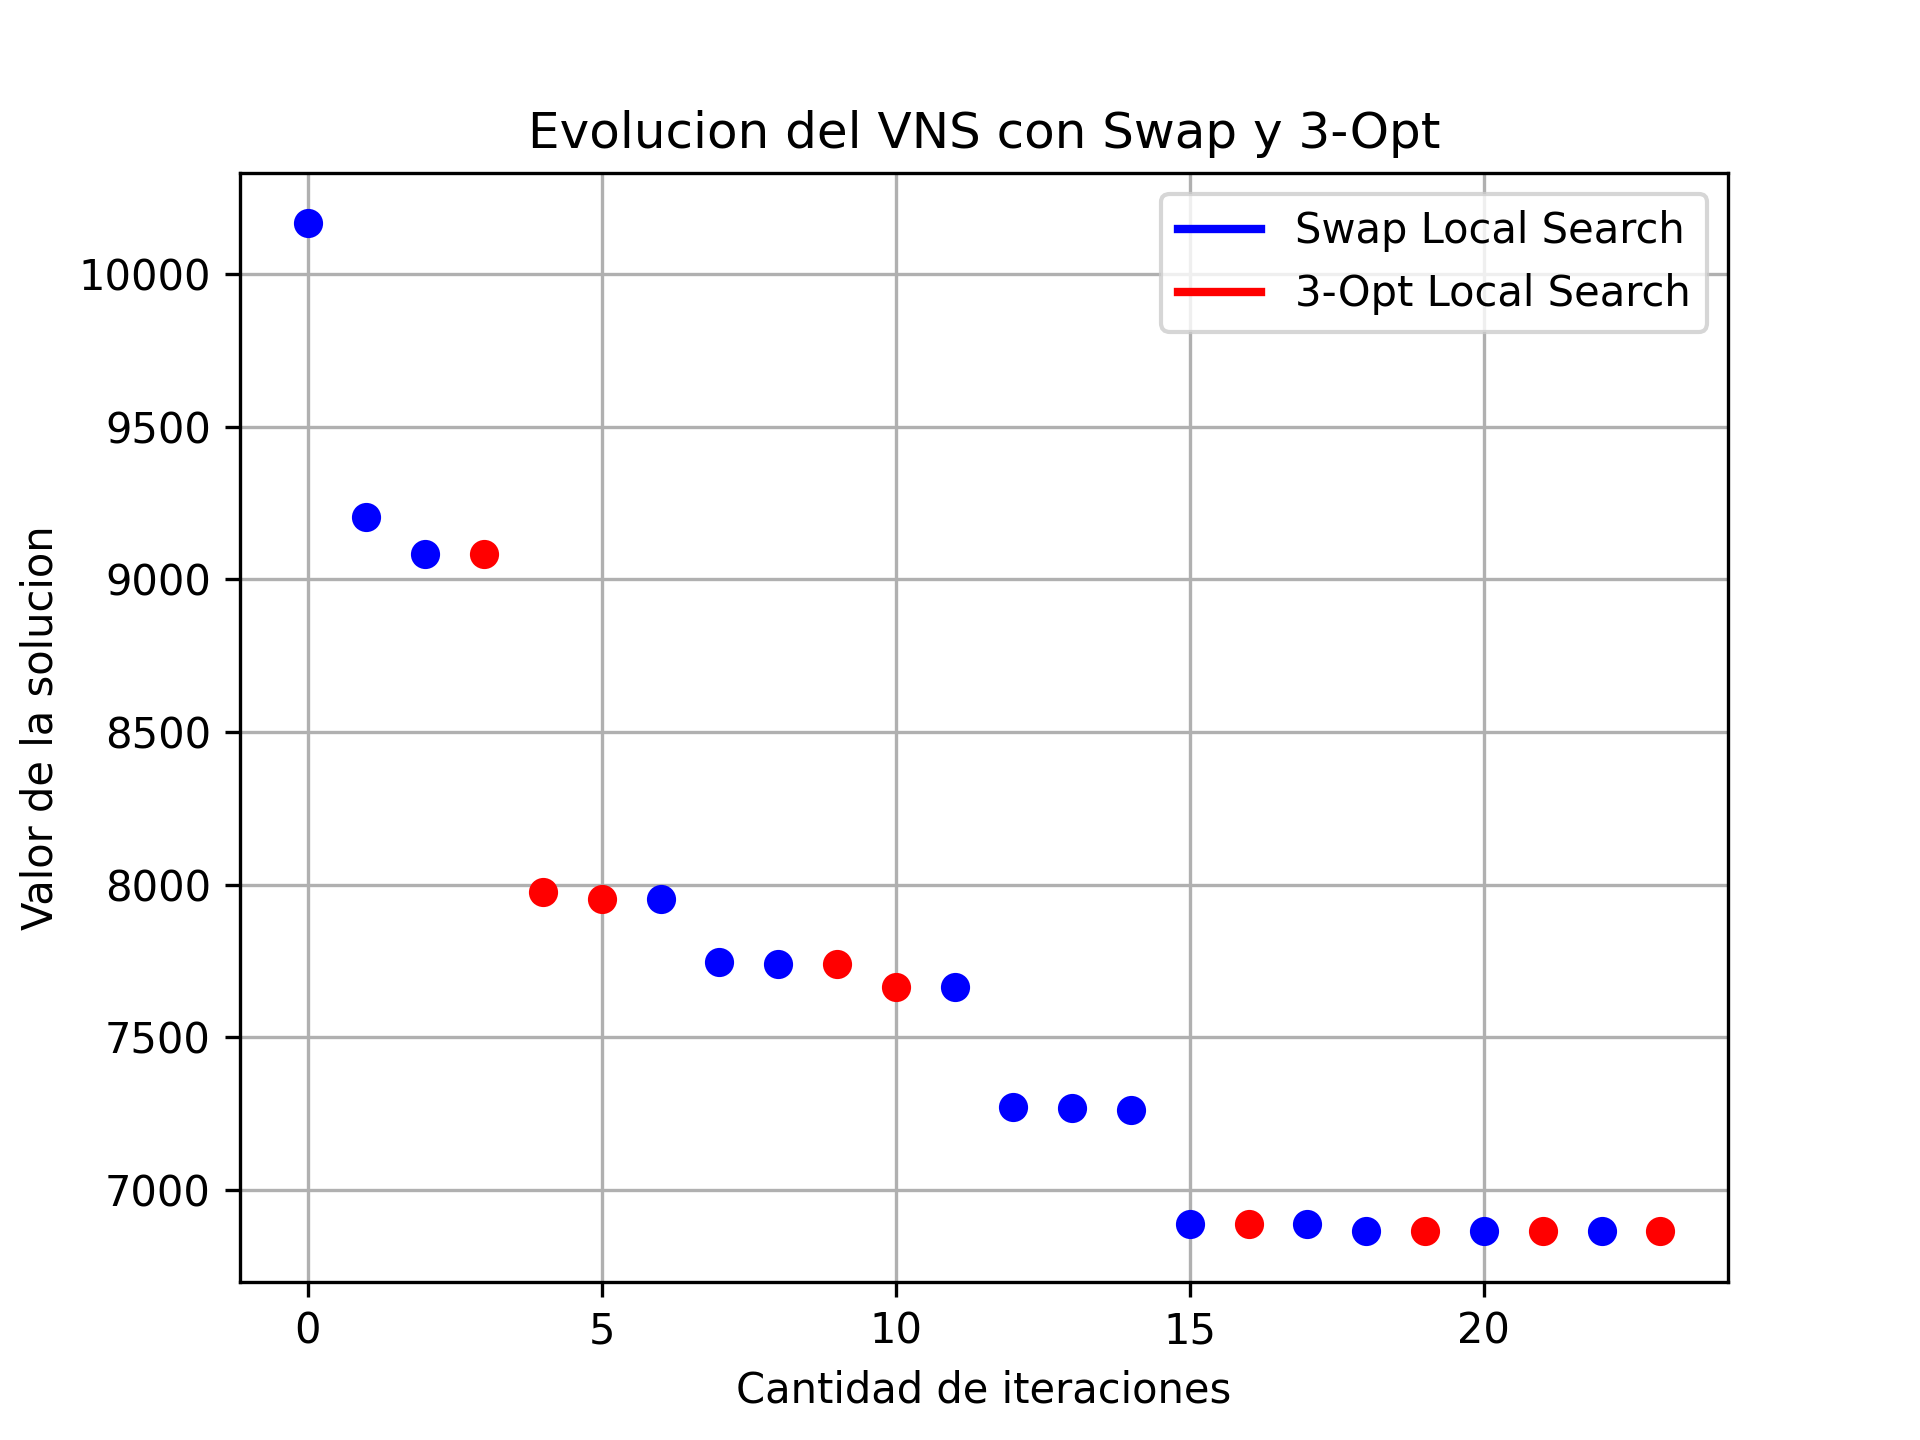 Evolucion del VNS con Swap y 3-Opt
Swap Local Search
3-Opt Local Search
Valor de la solucion
10000
9500
9000
8500
8000
7500
7000
0 5 10 15 20
Cantidad de iteraciones